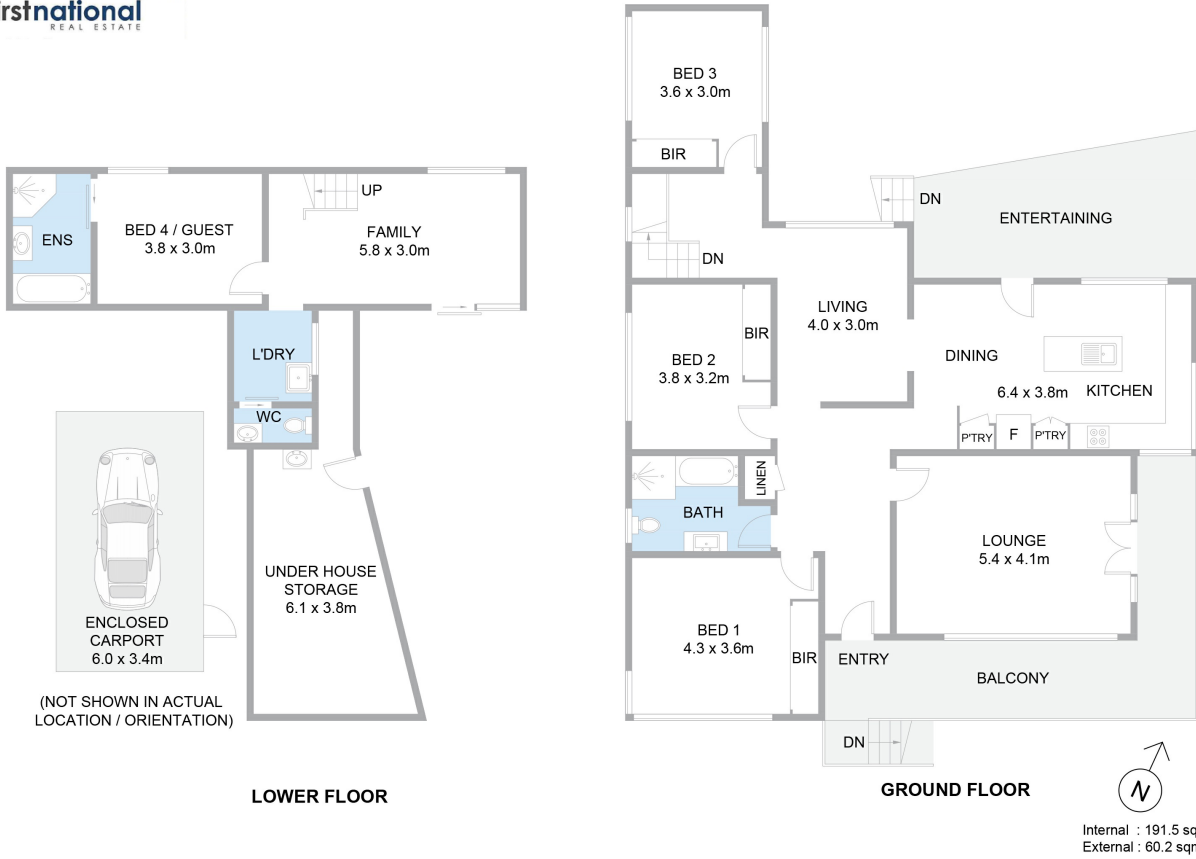 rstnational
REAL ESTATE
ENS
BED 4 / GUEST
3.8 x 3.0m
UP
FAMILY
5.8 x 3.0m
L'DRY
WC
UNDER HOUSE
STORAGE
6.1 x 3.8m
ENCLOSED
CARPORT
6.0 x 3.4m
(NOT SHOWN IN ACTUAL
LOCATION / ORIENTATION)
LOWER FLOOR
BED 3
3.6 x 3.0m
BIR
DN
ENTERTAINING
DN
LIVING
4.0 x 3.0m
BED 2
3.8 x 3.2m
BIR
DINING
6.4 x 3.8m
KITCHEN
P'TRY
F
P'TRY
LINEN
BATH
LOUNGE
5.4 x 4.1m
BED 1
4.3 x 3.6m
BIR
ENTRY
BALCONY
DN
GROUND FLOOR
N
Internal : 191.5 sq
External : 60.2 sqm